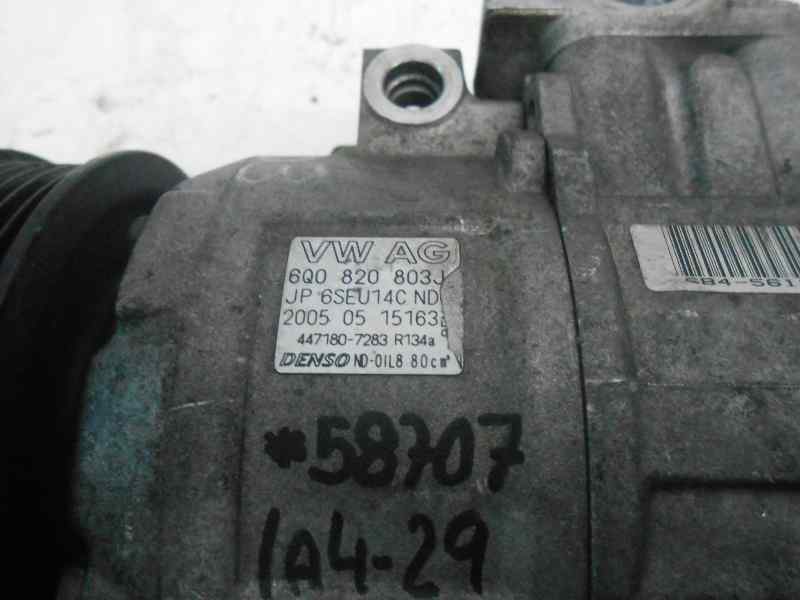 VW AG
6Q0 820 803J
JP 6SEU14C ND
2005 05 15163
447180-7283 R134a
DENSO ND-OIL8 80cm³
*58707
1A4-29